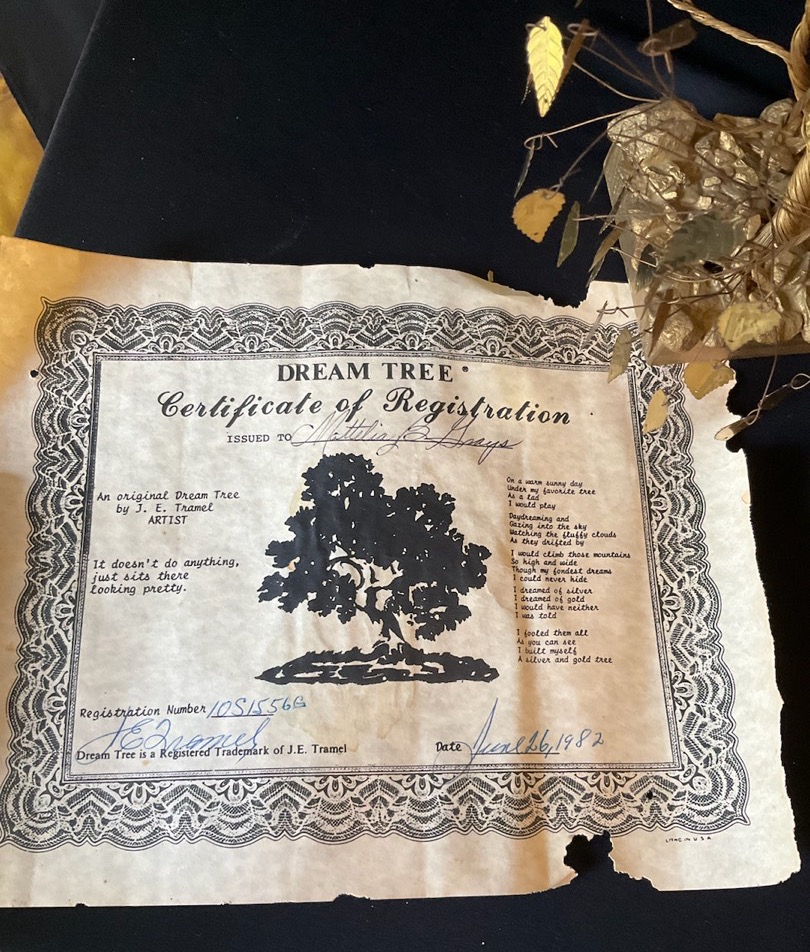 DREAM TREE®
Certificate of Registration
ISSUED TO B. Grays
An original Dream Tree
by J. E. Tramel
ARTIST
It doesn't do anything,
just sits there
looking pretty.
On a warm sunny day
Under my favorite tree
As a lad
I would play
Daydreaming and
Gazing into the sky
Watching the fluffy clouds
As they drifted by
I would climb those mountains
So high and wide
Though my fondest dreams
I could never hide
I dreamed of silver
I dreamed of gold
I would have neither
I was told
I fooled them all
As you can see
I built myself
A silver and gold tree
Registration Number 10S1556G
J E Tramel
Dream Tree is a Registered Trademark of J.E. Tramel
Date June 26, 1982
LITHO IN U.S.A.